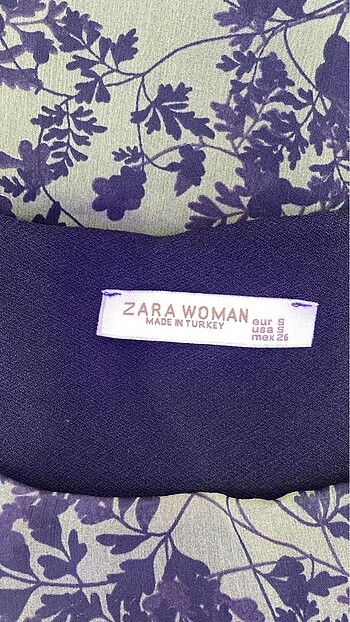 ZARA WOMAN
MADE IN TURKEY
eur S
usa S
mex 26